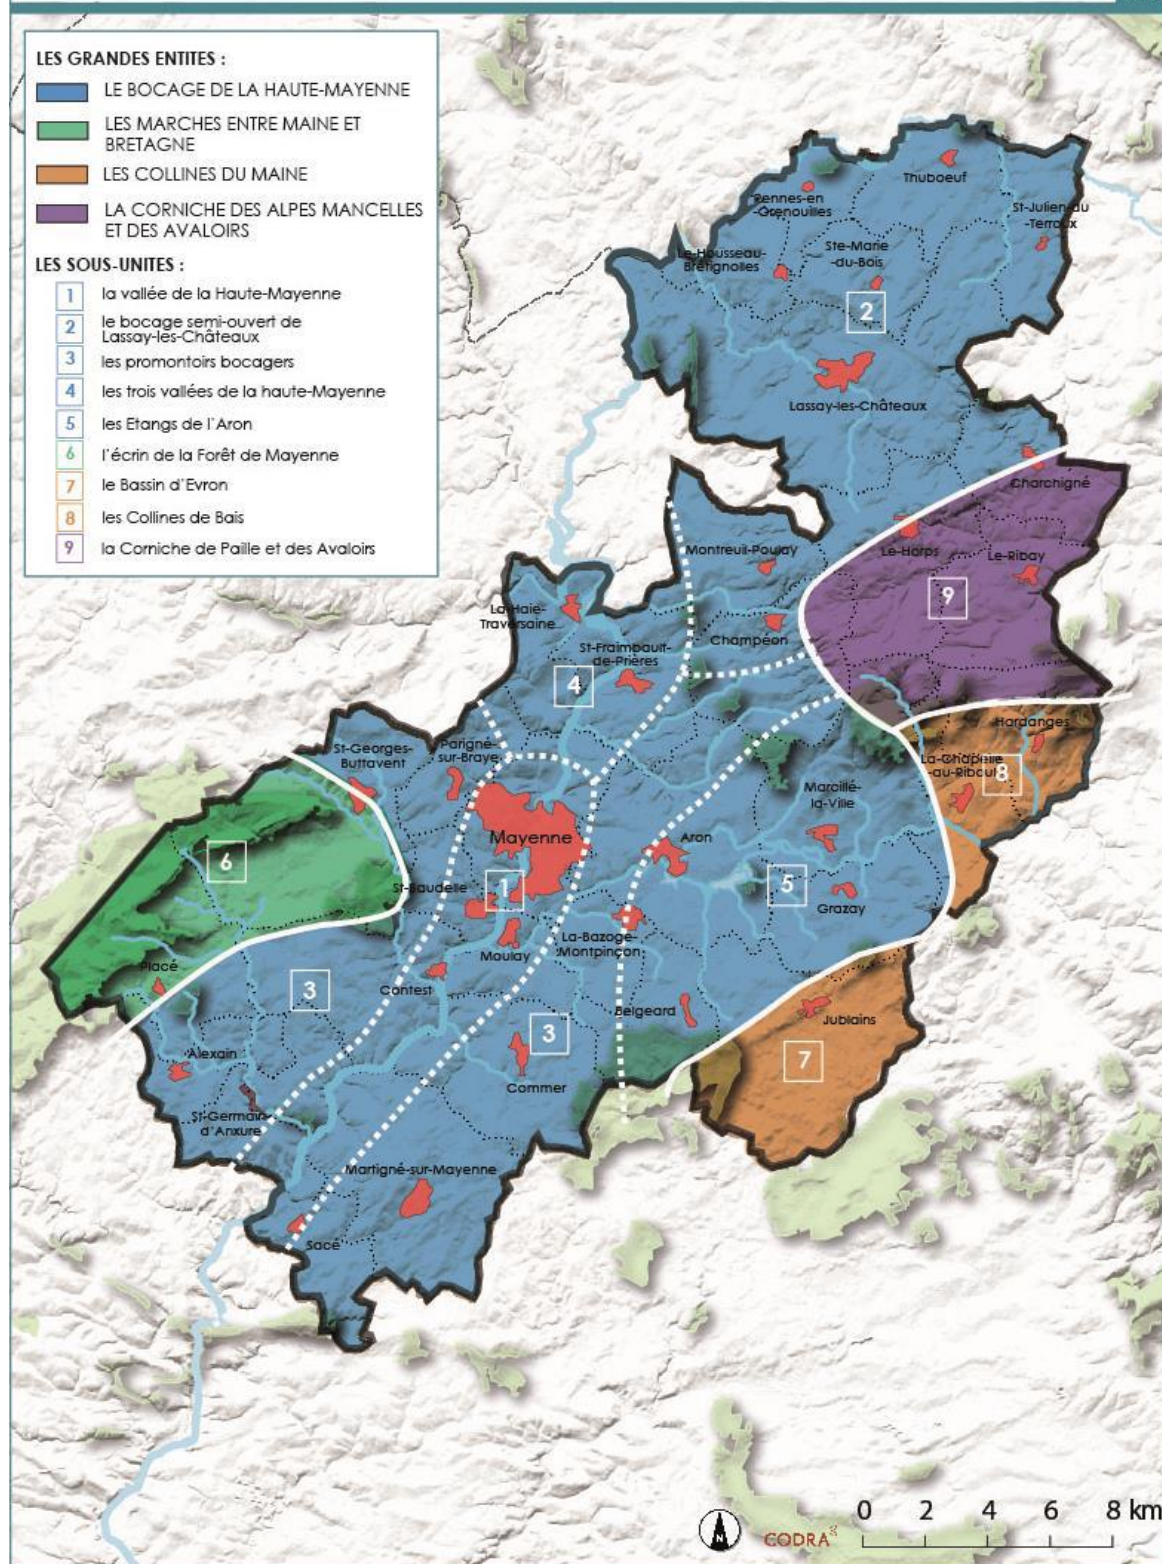 LES GRANDES ENTITES :
LE BOCAGE DE LA HAUTE-MAYENNE
LES MARCHES ENTRE MAINE ET
BRETAGNE
LES COLLINES DU MAINE
LA CORNICHE DES ALPES MANCELLES
ET DES AVALOIRS
LES SOUS-UNITES :
1 la vallée de la Haute-Mayenne
2 le bocage semi-ouvert de
Lassay-les-Châteaux
3 les promontoirs bocagers
4 les trois vallées de la haute-Mayenne
5 les Etangs de l'Aron
6 l'écrin de la Forêt de Mayenne
7 le Bassin d'Evron
8 les Collines de Bais
9 la Corniche de Paille et des Avaloirs
Thuboeuf
Rennes-en
-Grenouilles
St-Julien-du
-Terroux
Ste-Marie
-du-Bois
Le-Housseau-
Brétignolles
2
Lassay-les-Châteaux
Charchigné
Le-Horps
Le-Ribay
9
Montreuil-Poulay
Champéon
La-Haie-
Traversaine
St-Fraimbault-
de-Prières
4
Hardanges
La-Chapelle
-au-Riboul
8
St-Georges-
Buttavent
Parigné-
sur-Braye
Marcillé-
la-Ville
Mayenne
Aron
6
St-Baudelle
1
5
Grazay
La-Bazoge-
Montpinçon
Moulay
Placé
3
Contest
Belgeard
Jublains
3
7
Alexain
Commer
St-Germain-
d'Anxure
Martigné-sur-Mayenne
Sacé
0 2 4 6 8 km
N
CODRA